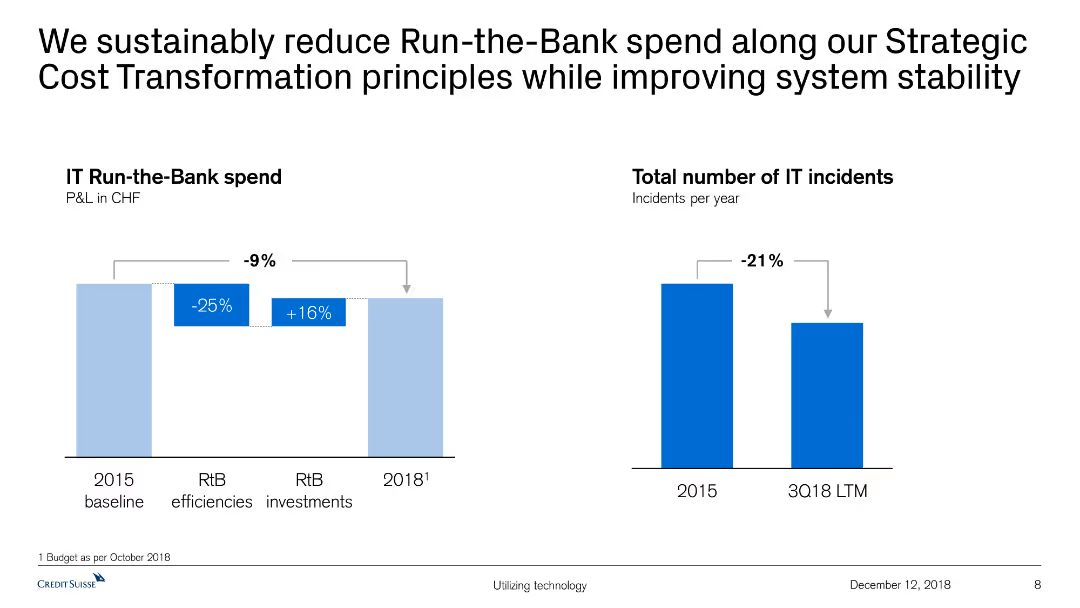 We sustainably reduce Run-the-Bank spend along our Strategic
Cost Transformation principles while improving system stability
IT Run-the-Bank spend
P&L in CHF
-9%
-25%
+16%
2015
baseline
RtB
efficiencies
RtB
investments
2018¹
Total number of IT incidents
Incidents per year
-21%
2015
3Q18 LTM
1 Budget as per October 2018
CREDIT SUISSE
Utilizing technology
December 12, 2018
8